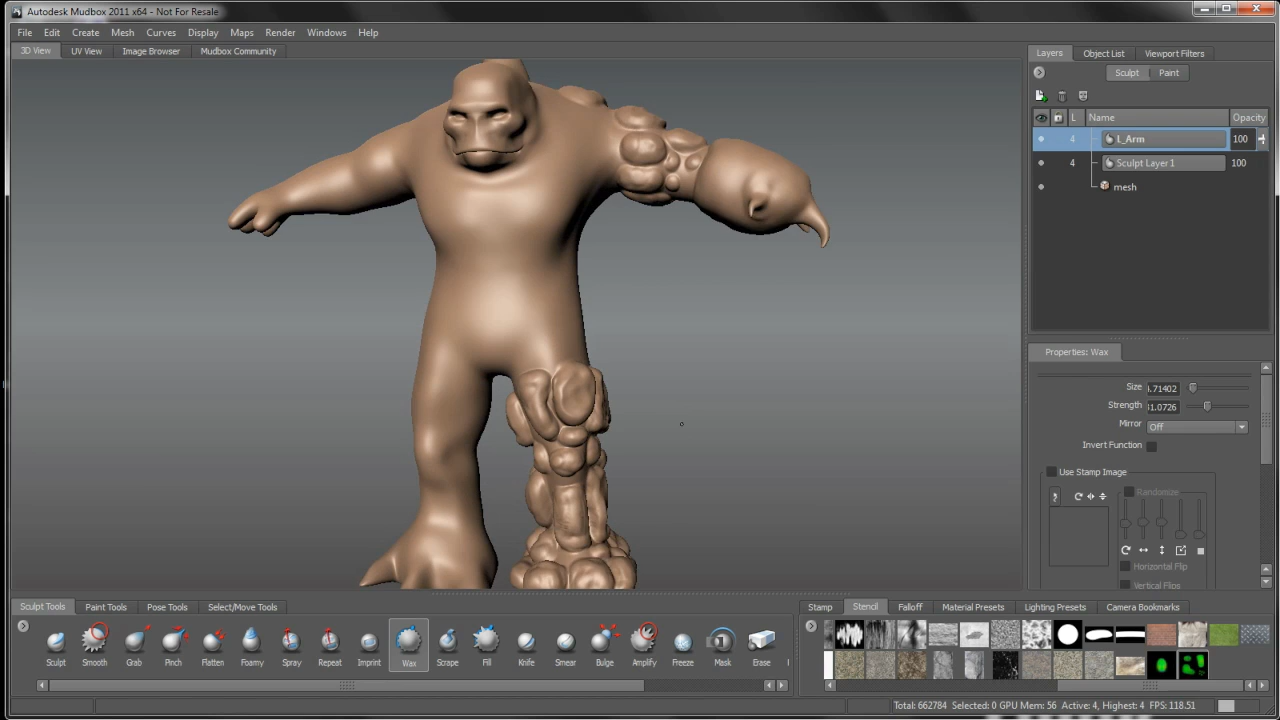 Autodesk Mudbox 2011 x64 - Not For Resale
File Edit Create Mesh Curves Display Maps Render Windows Help
3D View UV View Image Browser Mudbox Community
Layers Object List Viewport Filters
Sculpt Paint
L Name Opacity
4 L_Arm 100
4 Sculpt Layer1 100
mesh
Properties: Wax
Size .71402
Strength 31.0726
Mirror Off
Invert Function
Use Stamp Image
Randomize
Horizontal Flip
Vertical Flips
Sculpt Tools Paint Tools Pose Tools Select/Move Tools
Sculpt Smooth Grab Pinch Flatten Foamy Spray Repeat Imprint Wax Scrape Fill Knife Smear Bulge Amplify Freeze Mask Erase
Stamp Stencil Falloff Material Presets Lighting Presets Camera Bookmarks
Total: 662784 Selected: 0 GPU Mem: 56 Active: 4, Highest: 4 FPS: 118.51